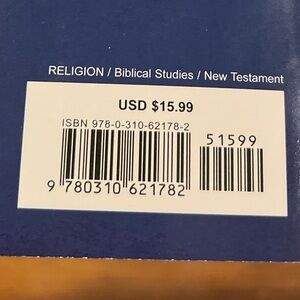 RELIGION / Biblical Studies / New Testament
USD $15.99
ISBN 978-0-310-62178-2
51599
9 780310 621782